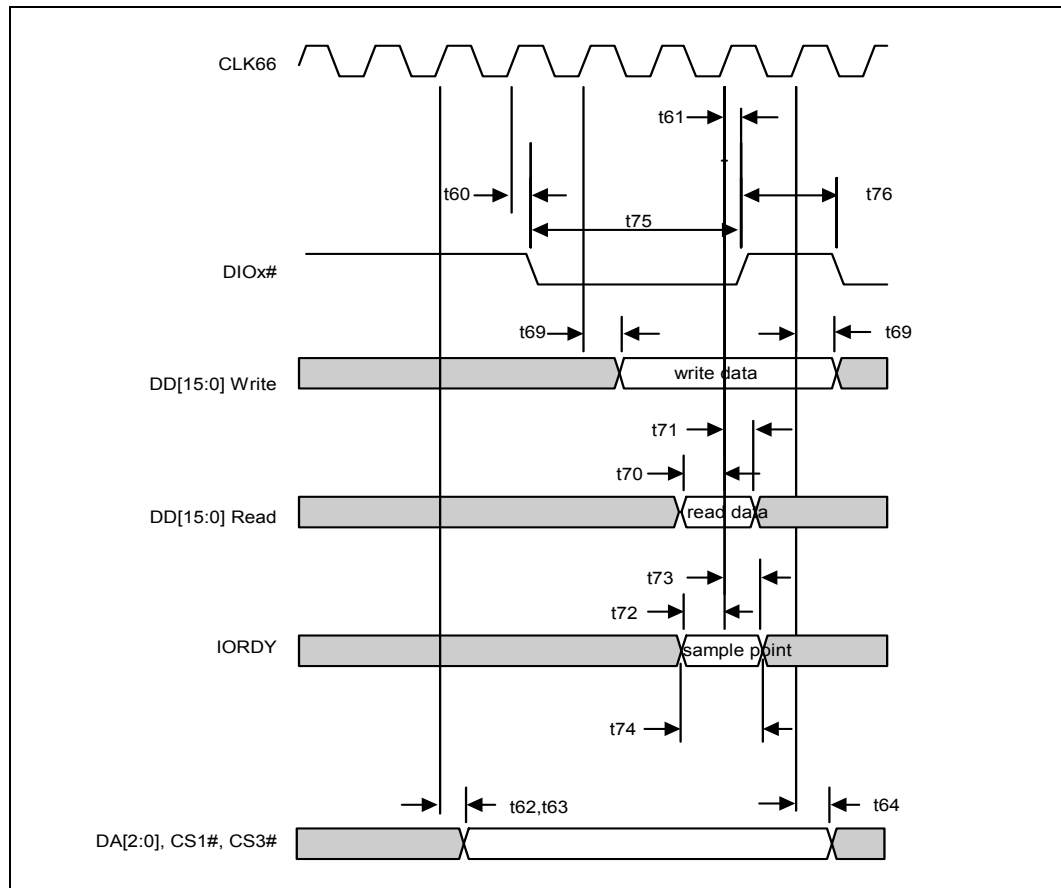 CLK66
t61
t60
t76
t75
DIOx#
t69
t69
write data
DD[15:0] Write
t71
t70
read data
DD[15:0] Read
t73
t72
IORDY
sample point
t74
t62,t63
t64
DA[2:0], CS1#, CS3#